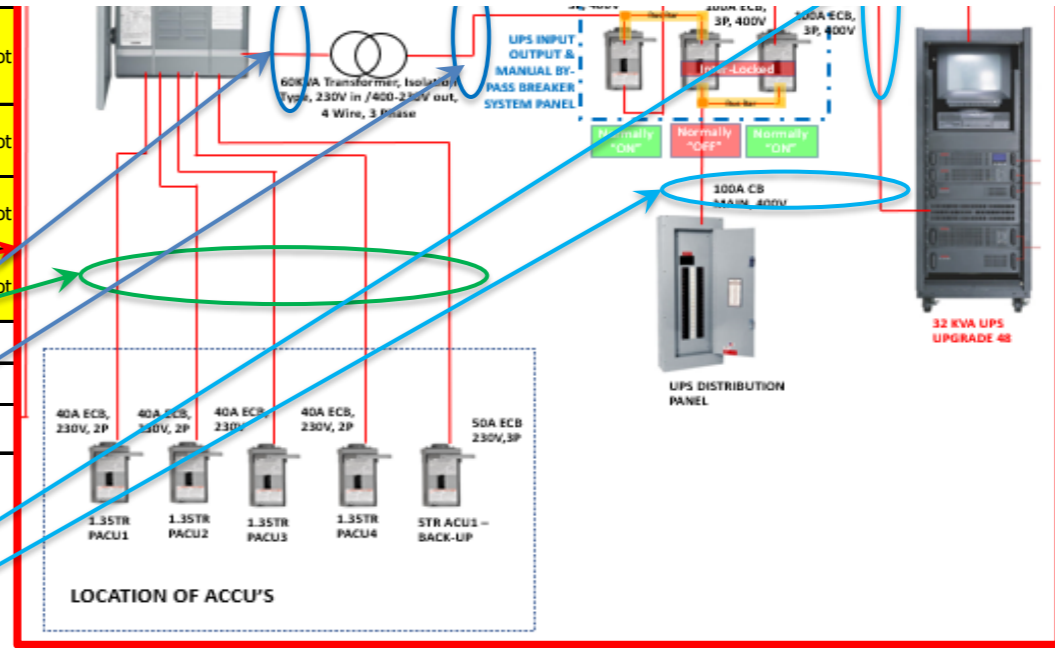 3P, 400V
100A ECB,
3P, 400V
100A ECB,
3P, 400V
UPS INPUT
OUTPUT &
MANUAL BY-
PASS BREAKER
SYSTEM PANEL
Inter-Locked
Normally
"ON"
Normally
"OFF"
Normally
"ON"
60KVA Transformer, Isolation
Type, 230V in /400-230V out,
4 Wire, 3 Phase
100A CB
MAIN, 400V
32 KVA UPS
UPGRADE 48
UPS DISTRIBUTION
PANEL
40A ECB,
230V, 2P
40A ECB,
230V, 2P
40A ECB,
230V
40A ECB,
230V, 2P
50A ECB
230V,3P
1.35TR
PACU1
1.35TR
PACU2
1.35TR
PACU3
1.35TR
PACU4
5TR ACU1 –
BACK-UP
LOCATION OF ACCU'S